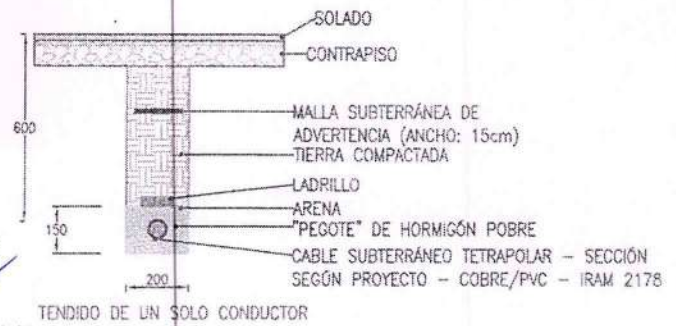 SOLADO
CONTRAPISO
600
MALLA SUBTERRÁNEA DE
ADVERTENCIA (ANCHO: 15cm)
TIERRA COMPACTADA
LADRILLO
ARENA
150
"PEGOTE" DE HORMIGÓN POBRE
CABLE SUBTERRÁNEO TETRAPOLAR – SECCIÓN
SEGÚN PROYECTO – COBRE/PVC – IRAM 2178
200
TENDIDO DE UN SOLO CONDUCTOR